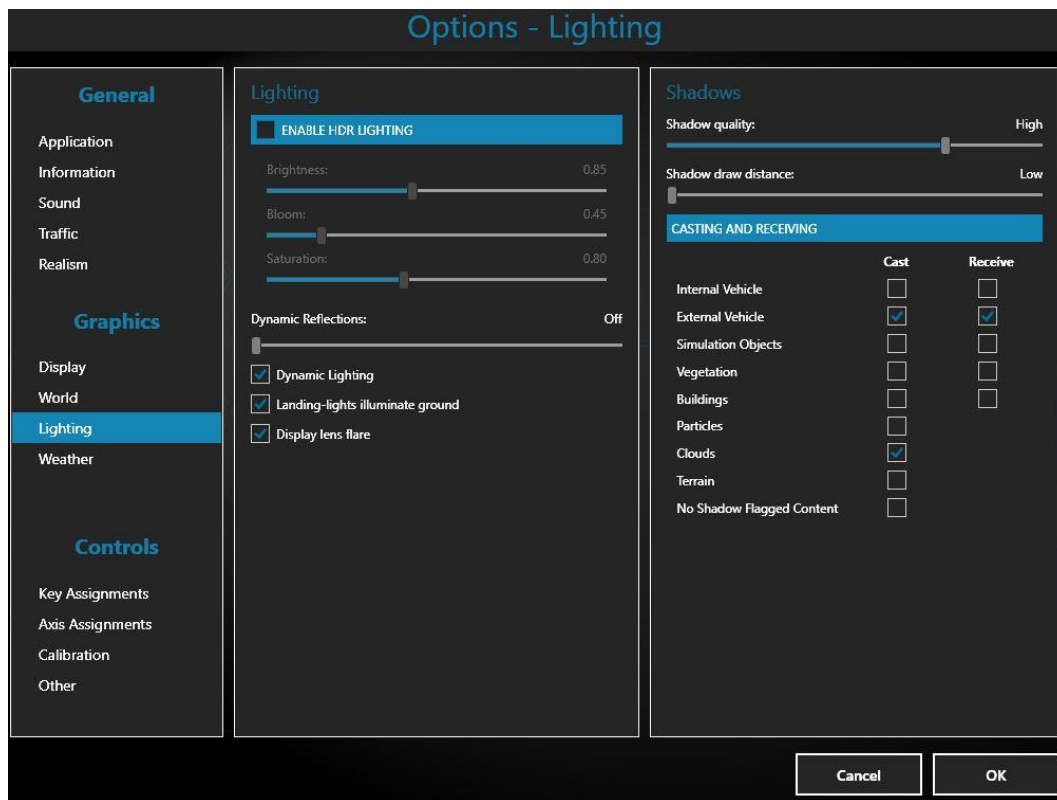 Options - Lighting
General
Application
Information
Sound
Traffic
Realism
Graphics
Display
World
Lighting
Weather
Controls
Key Assignments
Axis Assignments
Calibration
Other
Lighting
ENABLE HDR LIGHTING
Brightness: 0.85
Bloom: 0.45
Saturation: 0.80
Dynamic Reflections: Off
Dynamic Lighting
Landing-lights illuminate ground
Display lens flare
Shadows
Shadow quality: High
Shadow draw distance: Low
CASTING AND RECEIVING
Cast Receive
Internal Vehicle
External Vehicle
Simulation Objects
Vegetation
Buildings
Particles
Clouds
Terrain
No Shadow Flagged Content
Cancel OK